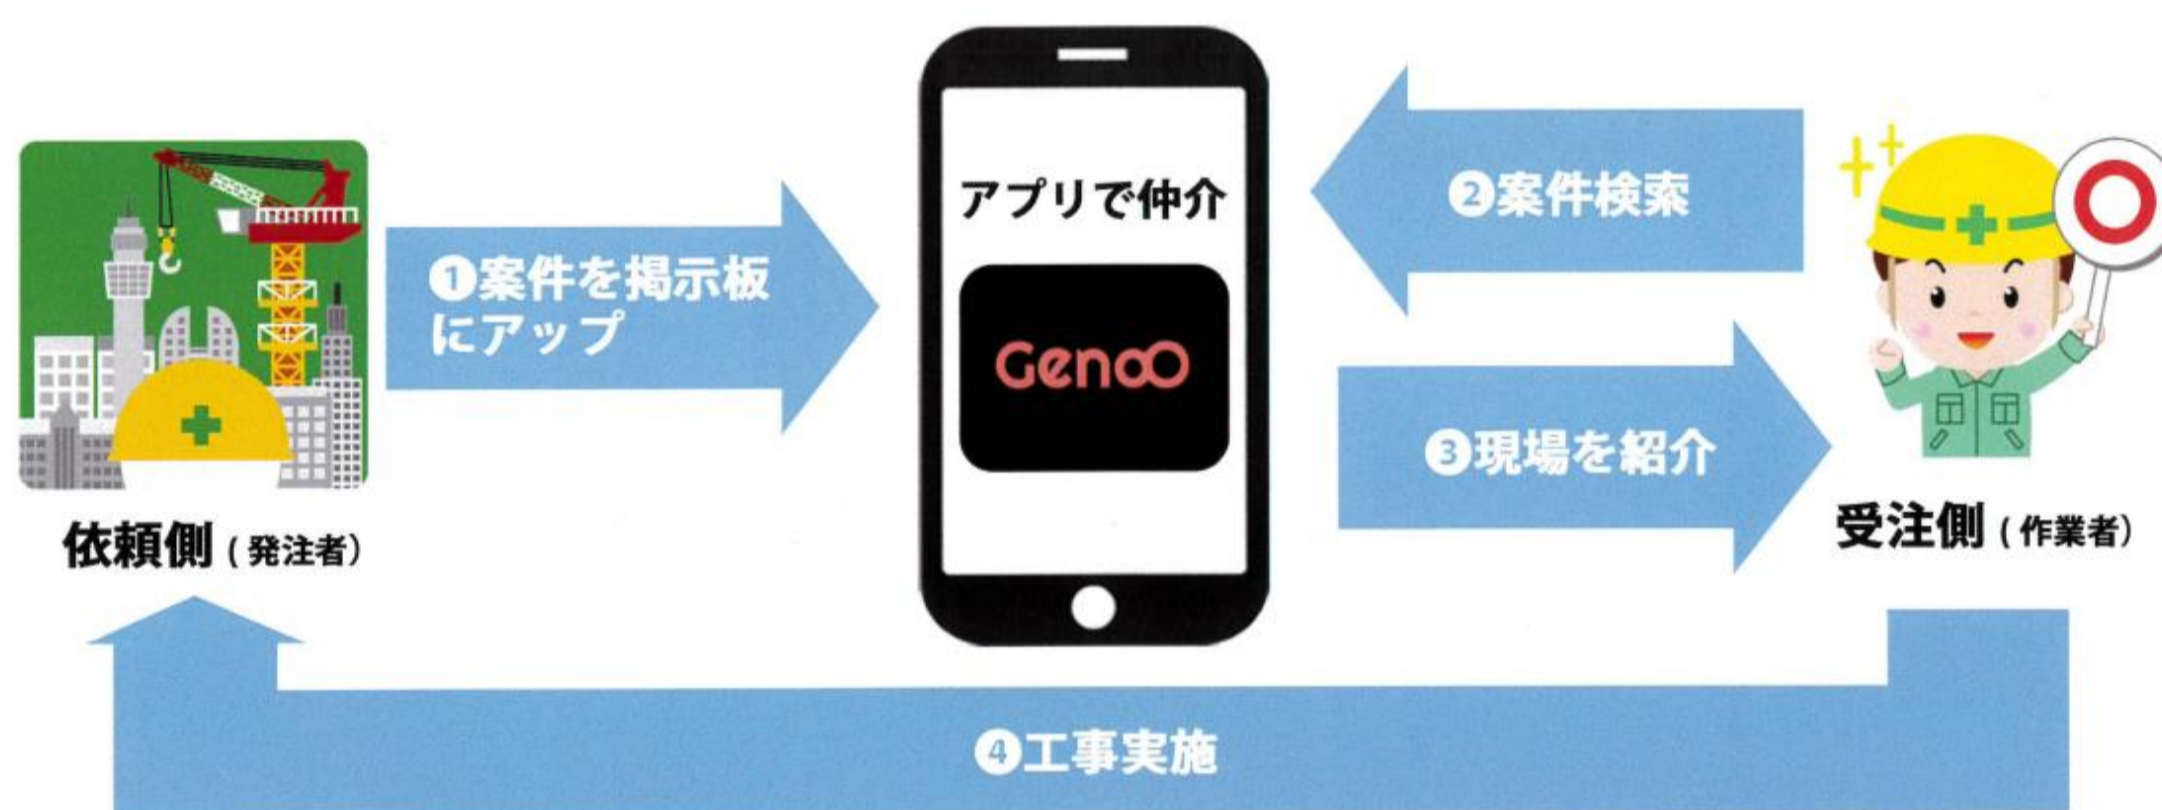 ❶案件を掲示板
にアップ
アプリで仲介
Genoo
❷案件検索
❸現場を紹介
依頼側 (発注者)
受注側 (作業者)
❹工事実施